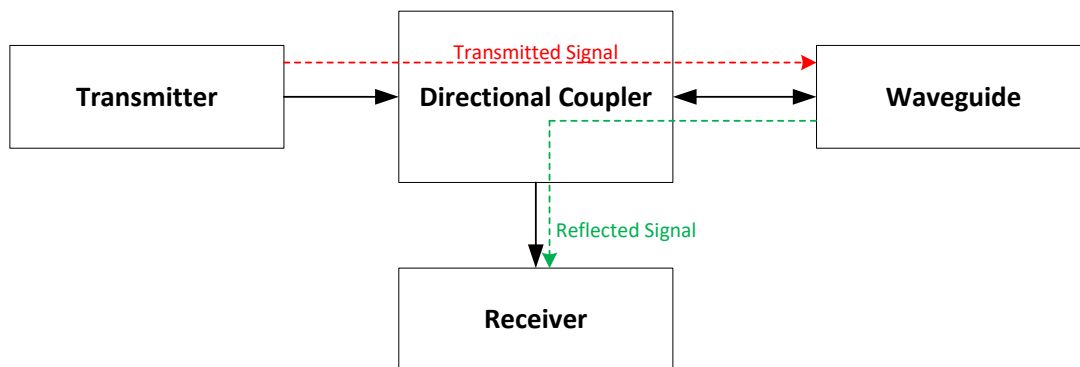 Transmitted Signal
Transmitter
Directional Coupler
Waveguide
Reflected Signal
Receiver